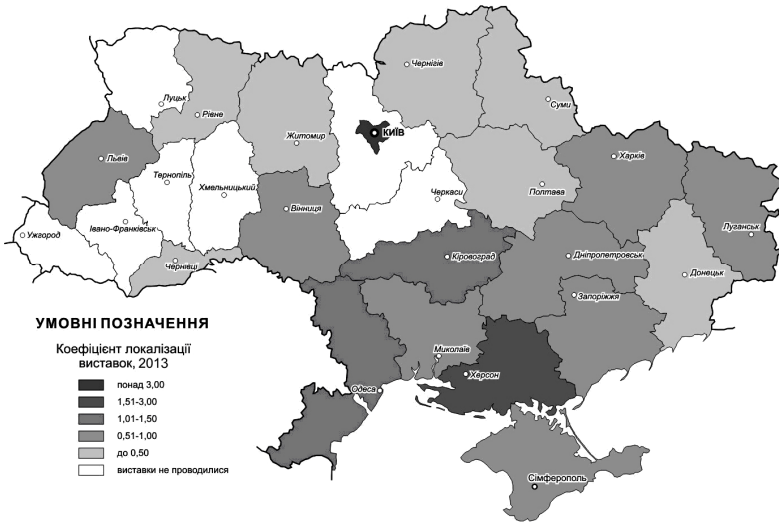 Чернігів
Луцьк
Суми
Рівне
КИЇВ
Житомир
Львів
Харків
Тернопіль
Хмельницький
Черкаси
Полтава
Вінниця
Івано-Франківськ
Ужгород
Луганськ
Кіровоград
Дніпропетровськ
Чернівці
Донецьк
Запоріжжя
УМОВНІ ПОЗНАЧЕННЯ
Коефіцієнт локалізації
виставок, 2013
Миколаїв
Херсон
Одеса
понад 3,00
1,51-3,00
1,01-1,50
0,51-1,00
до 0,50
виставки не проводилися
Сімферополь